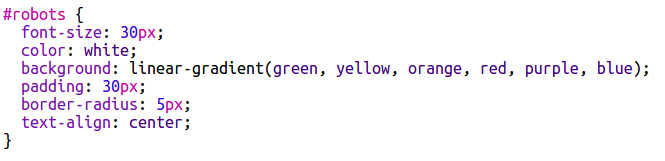 #robots {
  font-size: 30px;
  color: white;
  background: linear-gradient(green, yellow, orange, red, purple, blue);
  padding: 30px;
  border-radius: 5px;
  text-align: center;
}